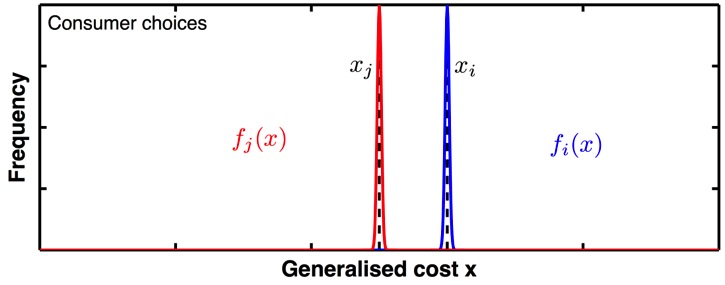 Consumer choices
x_j
x_i
f_j(x)
f_i(x)
Frequency
Generalised cost x